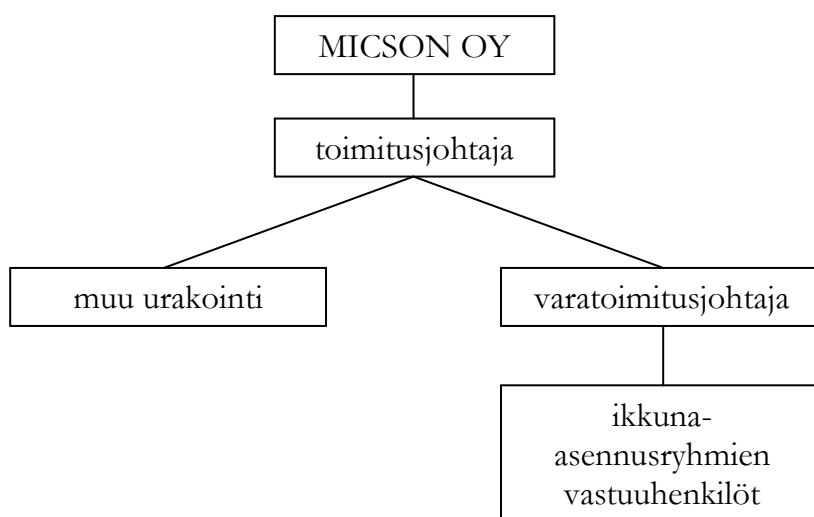 MICSON OY
toimitusjohtaja
muu urakointi
varatoimitusjohtaja
ikkuna-
asennusryhmien
vastuuhenkilöt